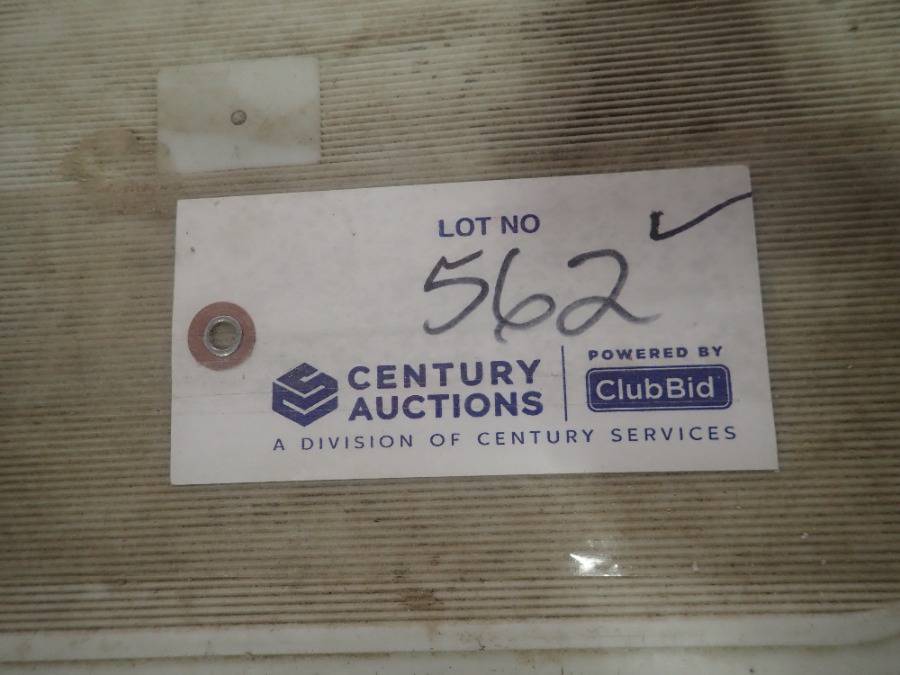 LOT NO
562
CENTURY
AUCTIONS
POWERED BY
ClubBid
A DIVISION OF CENTURY SERVICES